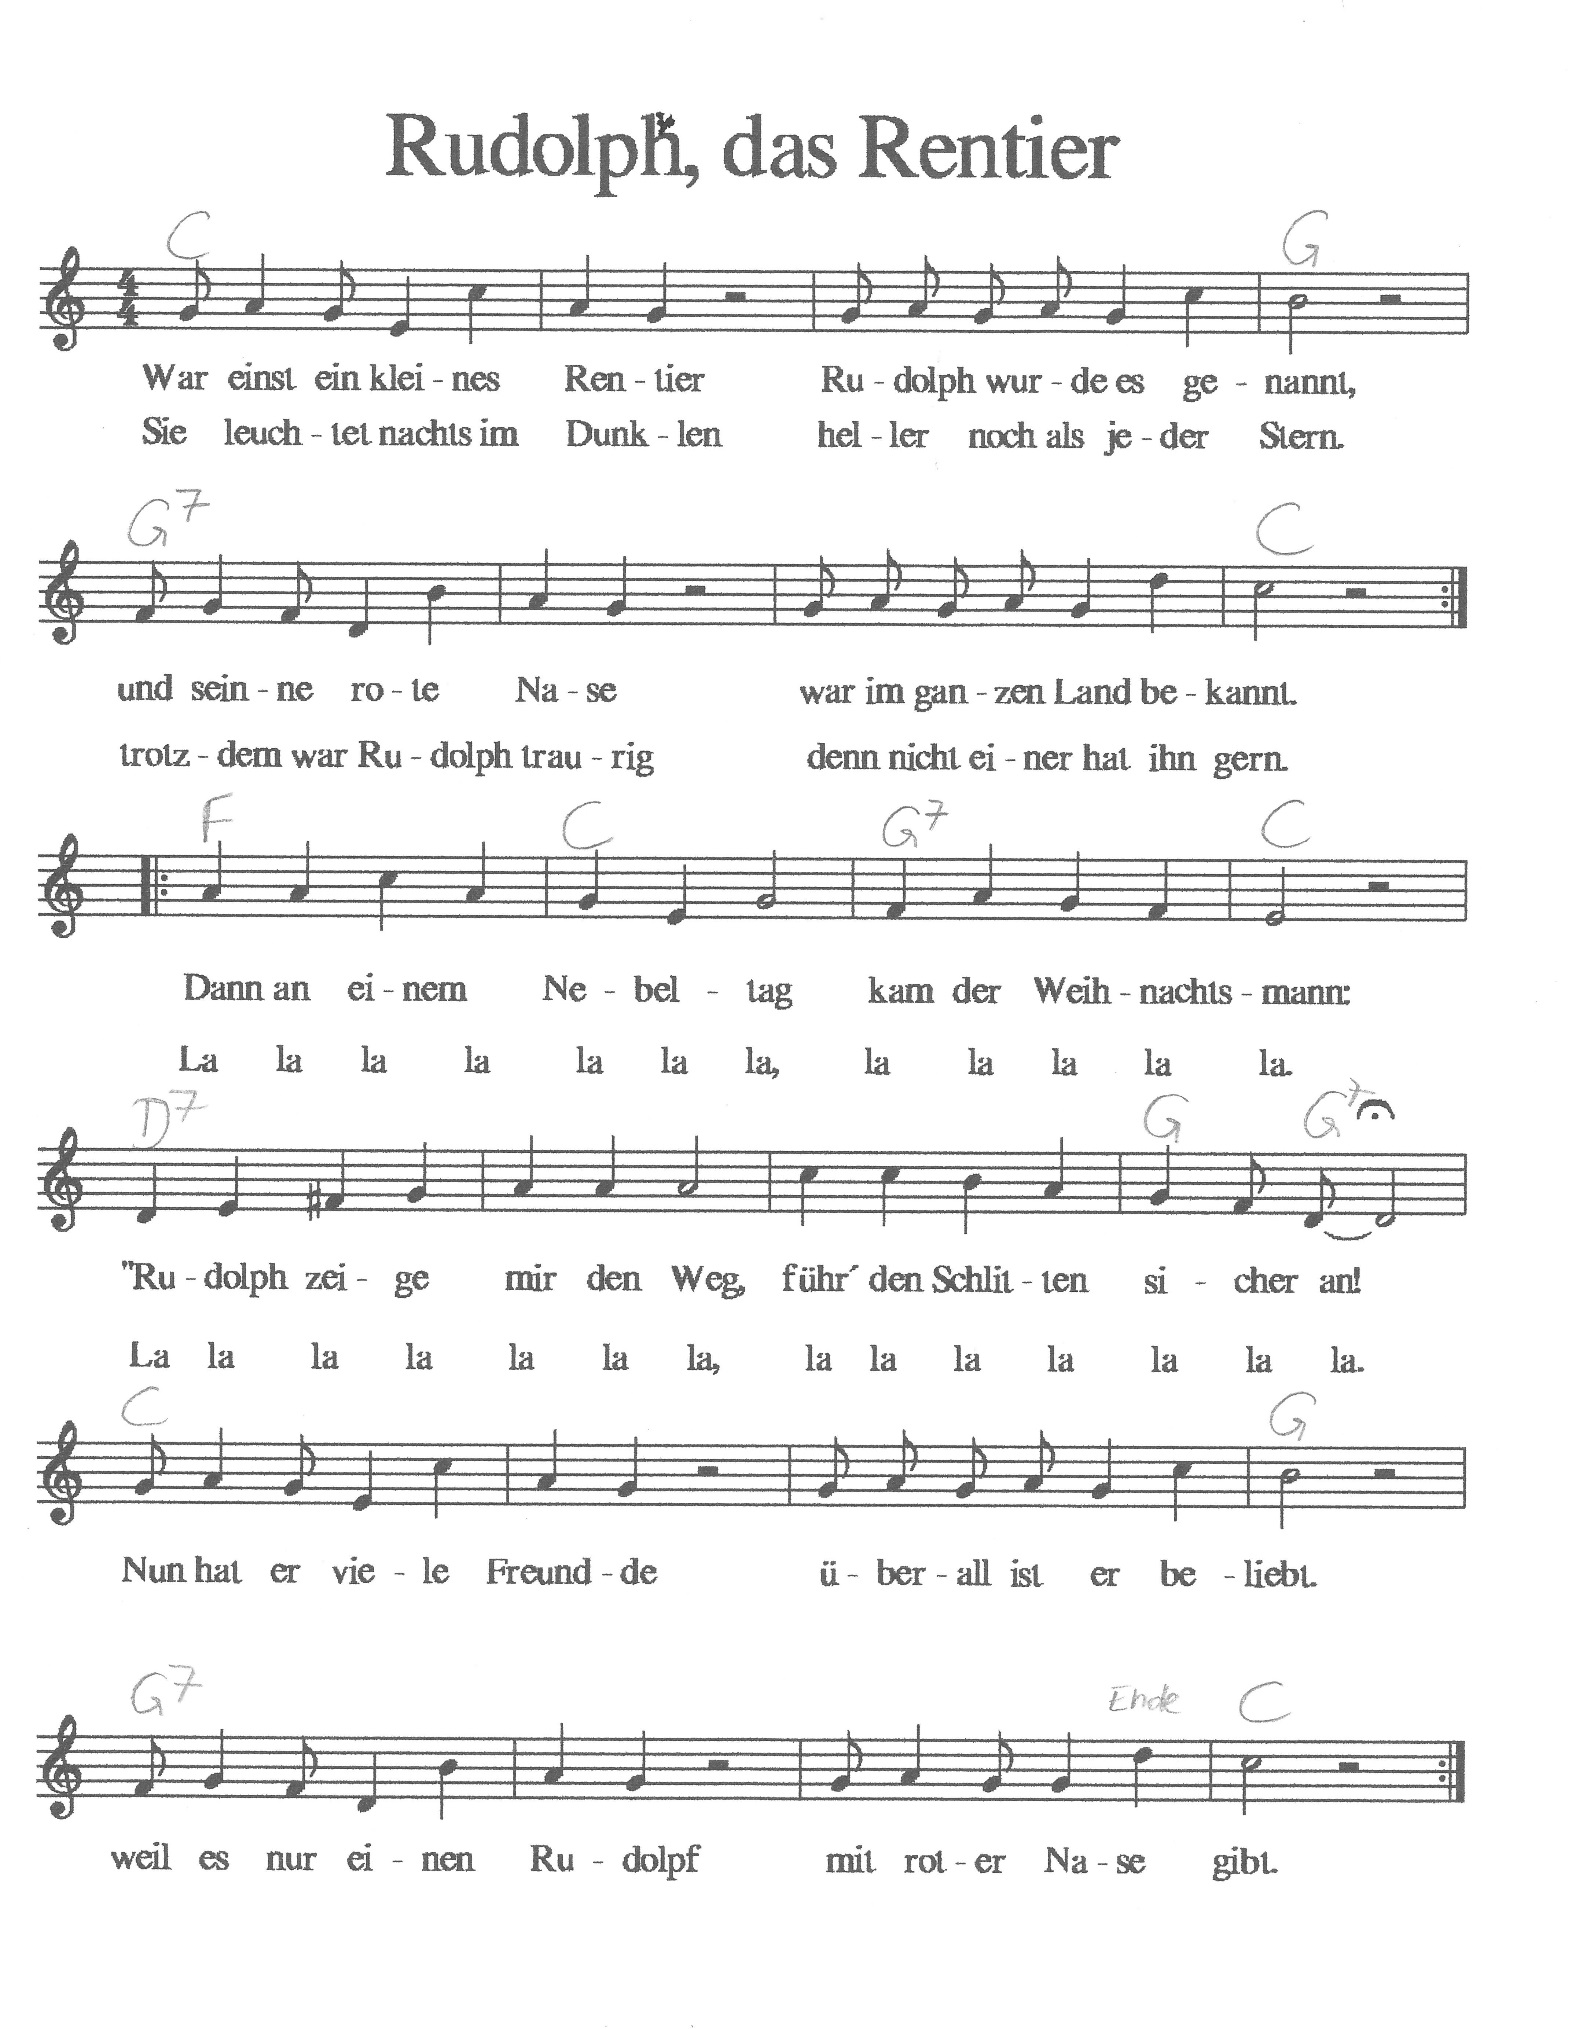 Rudolph, das Rentier
C G
4
4
War einst ein klei - nes Ren - tier Ru - dolph wur - de es ge - nannt,
Sie leuch - tet nachts im Dunk - len hel - ler noch als je - der Stern.
G7 C
und sein - ne ro - te Na - se war im gan - zen Land be - kannt.
trotz - dem war Ru - dolph trau - rig denn nicht ei - ner hat ihn gern.
F C G7 C
Dann an ei - nem Ne - bel - tag kam der Weih - nachts - mann:
La la la la la la la, la la la la la.
D7 G G7
"Ru - dolph zei - ge mir den Weg, führ´ den Schlit - ten si - cher an!
La la la la la la la, la la la la la la la.
C G
Nun hat er vie - le Freund - de ü - ber - all ist er be - liebt.
G7 Ende C
weil es nur ei - nen Ru - dolpf mit rot - er Na - se gibt.